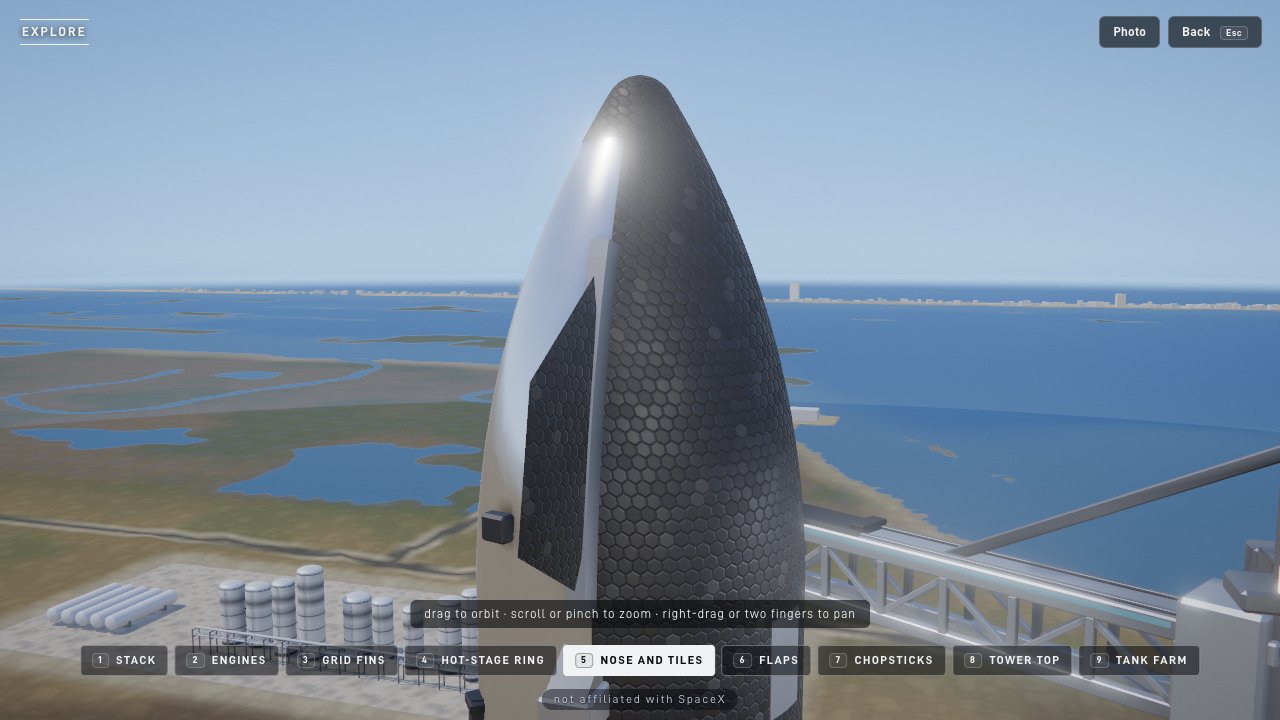 EXPLORE
Photo
Back Esc
drag to orbit · scroll or pinch to zoom · right-drag or two fingers to pan
1 STACK
2 ENGINES
3 GRID FINS
4 HOT-STAGE RING
5 NOSE AND TILES
6 FLAPS
7 CHOPSTICKS
8 TOWER TOP
9 TANK FARM
not affiliated with SpaceX